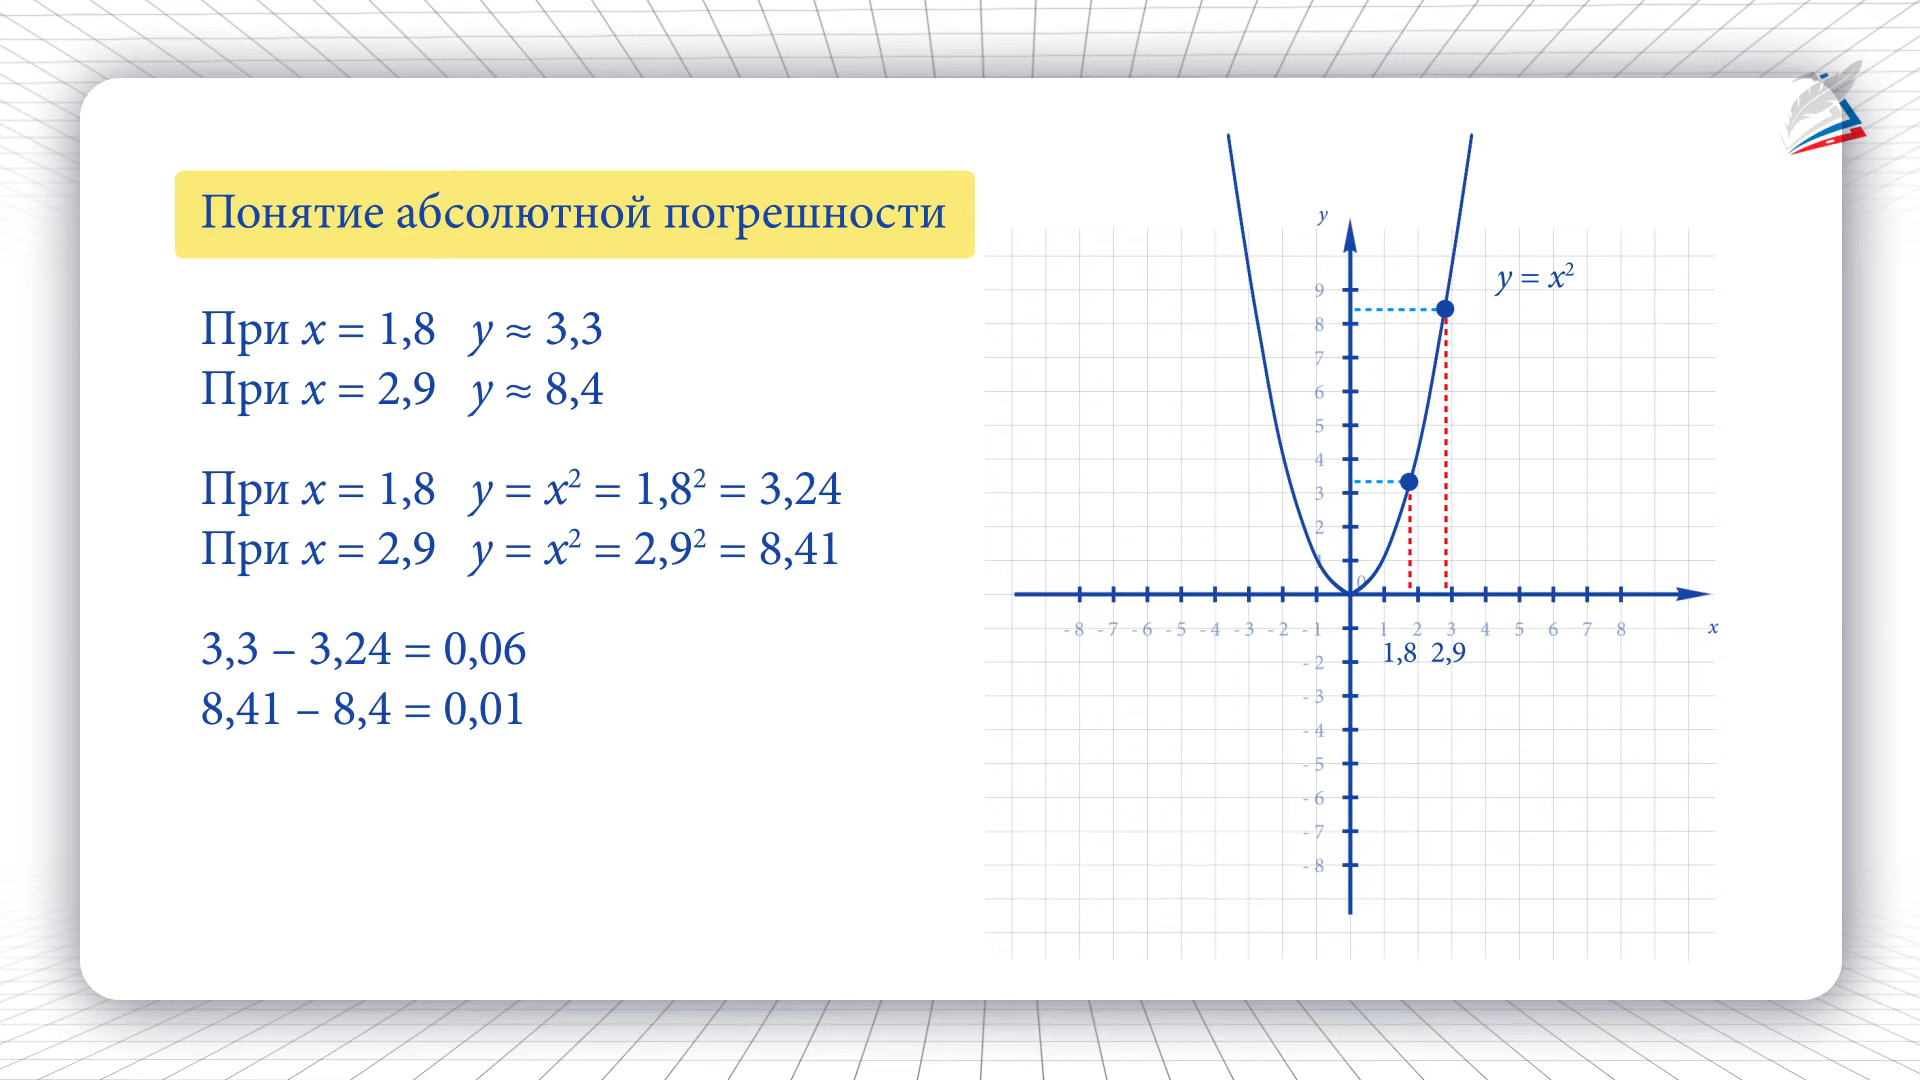 Понятие абсолютной погрешности
При x = 1,8 y ≈ 3,3
При x = 2,9 y ≈ 8,4
При x = 1,8 y = x² = 1,8² = 3,24
При x = 2,9 y = x² = 2,9² = 8,41
3,3 – 3,24 = 0,06
8,41 – 8,4 = 0,01
y
y = x²
9
8
7
6
5
4
3
2
1
0
- 8 - 7 - 6 - 5 - 4 - 3 - 2 - 1 1 2 3 4 5 6 7 8 x
1,8 2,9
- 2
- 3
- 4
- 5
- 6
- 7
- 8